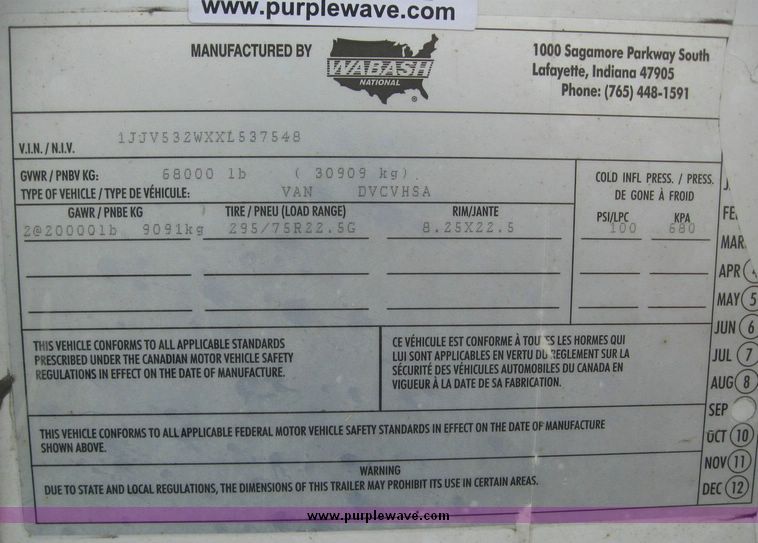 www.purplewave.com
MANUFACTURED BY
WABASH
NATIONAL
®
1000 Sagamore Parkway South
Lafayette, Indiana 47905
Phone: (765) 448-1591
V.I.N. / N.I.V. 1JJV532WXXL537548
GVWR / PNBV KG: 68000 lb ( 30909 kg).
TYPE OF VEHICLE / TYPE DE VÉHICULE: VAN DVCVHSA
COLD INFL PRESS. / PRESS.
DE GONE À FROID
GAWR / PNBE KG TIRE / PNEU (LOAD RANGE) RIM/JANTE PSI/LPC KPA
2@20000lb 9091kg 295/75R22.5G 8.25X22.5 100 680
THIS VEHICLE CONFORMS TO ALL APPLICABLE STANDARDS
PRESCRIBED UNDER THE CANADIAN MOTOR VEHICLE SAFETY
REGULATIONS IN EFFECT ON THE DATE OF MANUFACTURE.
CE VÉHICULE EST CONFORME À TOUTES LES HORMES QUI
LUI SONT APPLICABLES EN VERTU DU REGLEMENT SUR LA
SÉCURITÉ DES VÉHICULES AUTOMOBILES DU CANADA EN
VIGUEUR À LA DATE DE SA FABRICATION.
THIS VEHICLE CONFORMS TO ALL APPLICABLE FEDERAL MOTOR VEHICLE SAFETY STANDARDS IN EFFECT ON THE DATE OF MANUFACTURE
SHOWN ABOVE.
WARNING
DUE TO STATE AND LOCAL REGULATIONS, THE DIMENSIONS OF THIS TRAILER MAY PROHIBIT ITS USE IN CERTAIN AREAS.
MAR
APR
MAY 5
JUN 6
JUL 7
AUG 8
SEP
OCT 10
NOV 11
DEC 12
www.purplewave.com